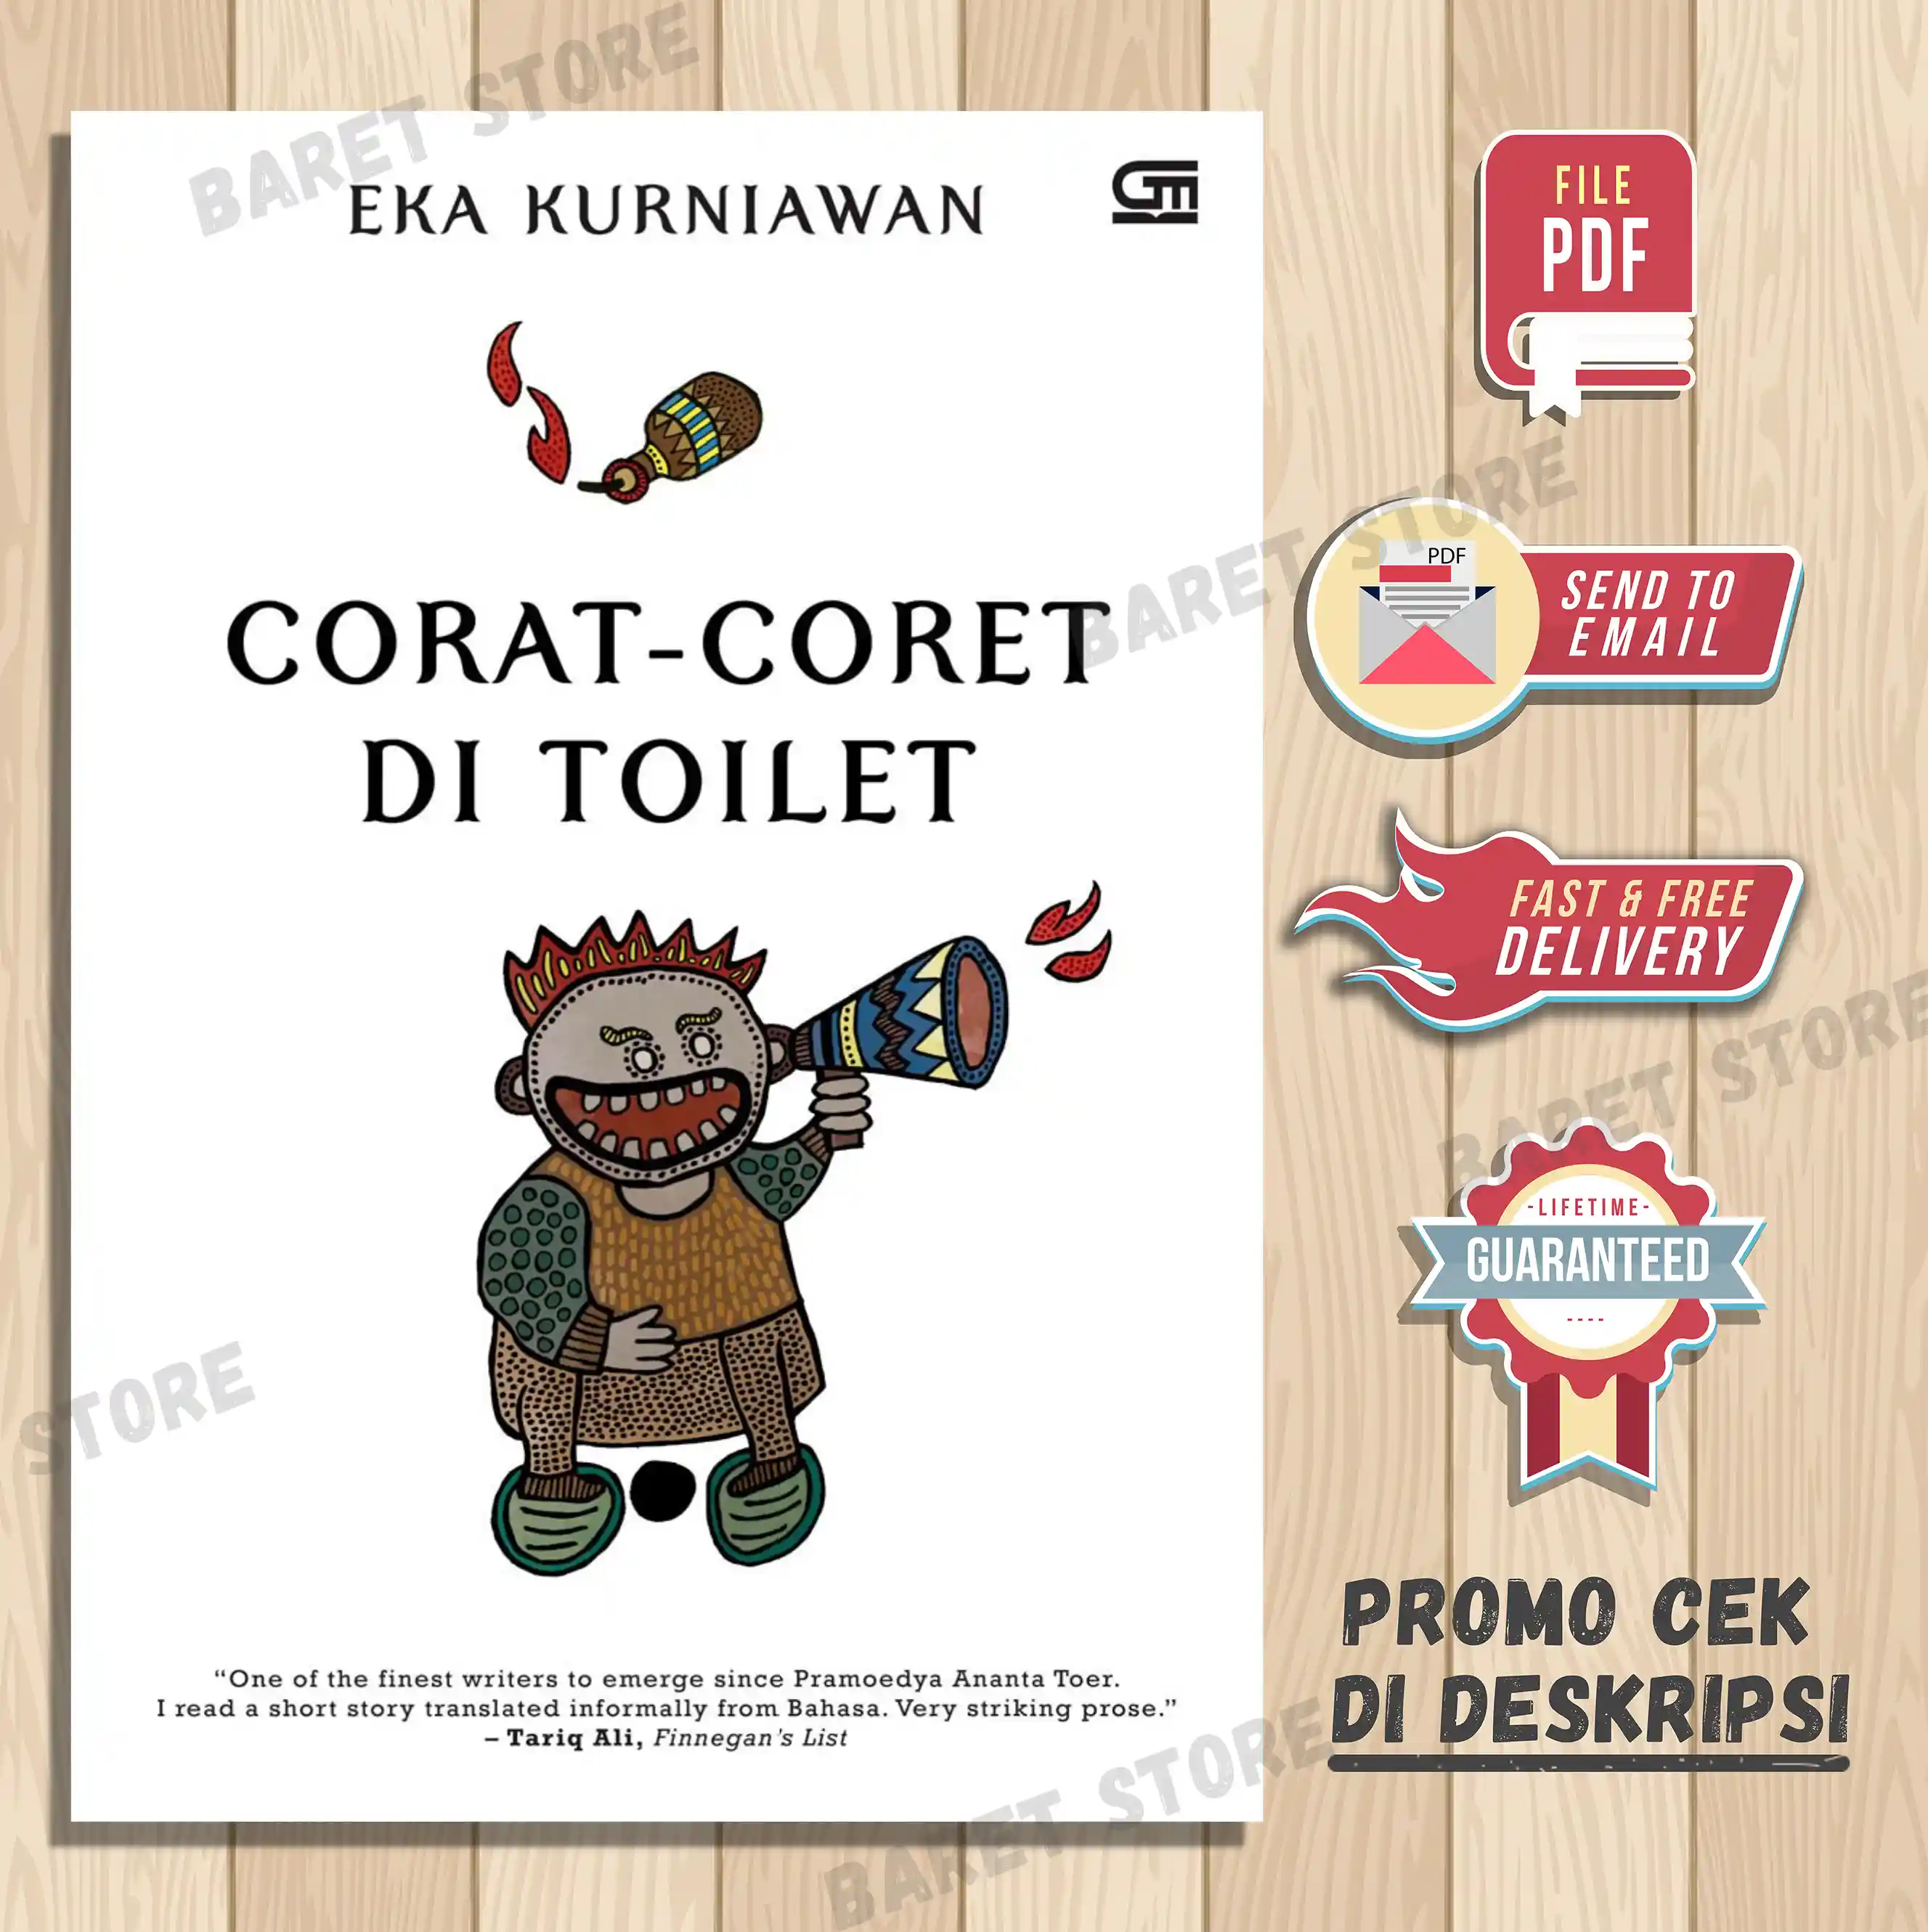 BARET STORE
EKA KURNIAWAN
GM
CORAT-CORET
DI TOILET
“One of the finest writers to emerge since Pramoedya Ananta Toer.
I read a short story translated informally from Bahasa. Very striking prose.”
– Tariq Ali, Finnegan's List
FILE
PDF
BARET STORE
PDF
SEND TO
EMAIL
FAST & FREE
DELIVERY
BARET STORE
-LIFETIME-
GUARANTEED
----
STORE
PROMO CEK
DI DESKRIPSI
BARET STORE